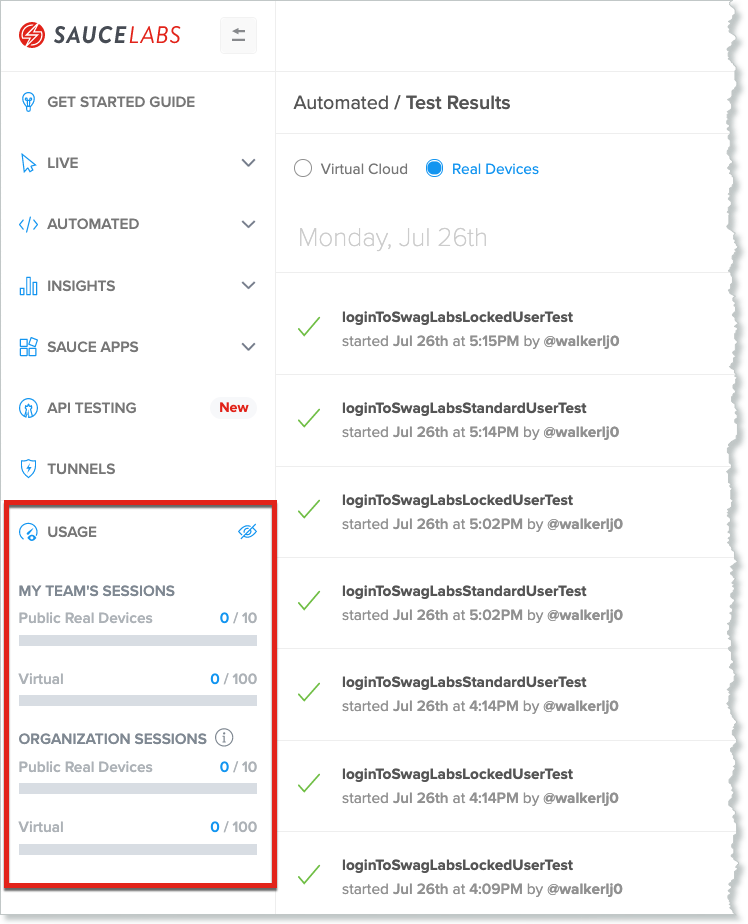 SAUCELABS
GET STARTED GUIDE
LIVE
AUTOMATED
INSIGHTS
SAUCE APPS
API TESTING New
TUNNELS
USAGE
MY TEAM'S SESSIONS
Public Real Devices 0 / 10
Virtual 0 / 100
ORGANIZATION SESSIONS
Public Real Devices 0 / 10
Virtual 0 / 100
Automated / Test Results
Virtual Cloud Real Devices
Monday, Jul 26th
loginToSwagLabsLockedUserTest
started Jul 26th at 5:15PM by @walkerlj0
loginToSwagLabsStandardUserTest
started Jul 26th at 5:14PM by @walkerlj0
loginToSwagLabsLockedUserTest
started Jul 26th at 5:02PM by @walkerlj0
loginToSwagLabsStandardUserTest
started Jul 26th at 5:02PM by @walkerlj0
loginToSwagLabsStandardUserTest
started Jul 26th at 4:14PM by @walkerlj0
loginToSwagLabsLockedUserTest
started Jul 26th at 4:14PM by @walkerlj0
loginToSwagLabsLockedUserTest
started Jul 26th at 4:09PM by @walkerlj0